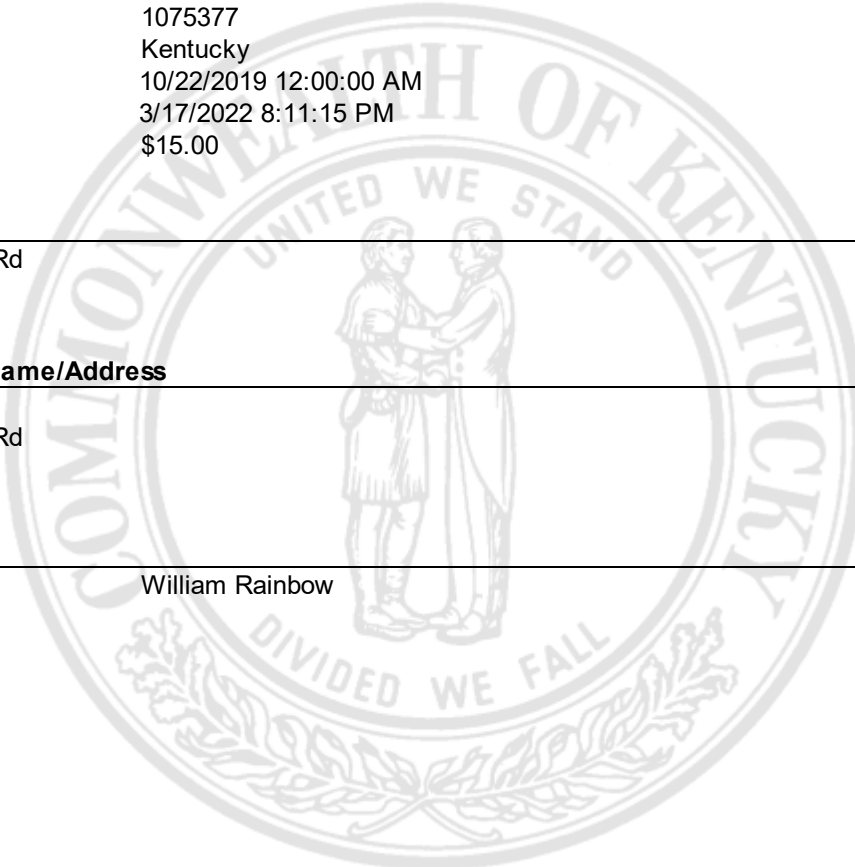 1075377
Kentucky
10/22/2019 12:00:00 AM
3/17/2022 8:11:15 PM
$15.00
Rd
ame/Address
Rd
William Rainbow
COMMONWEALTH OF KENTUCKY
UNITED WE STAND
DIVIDED WE FALL